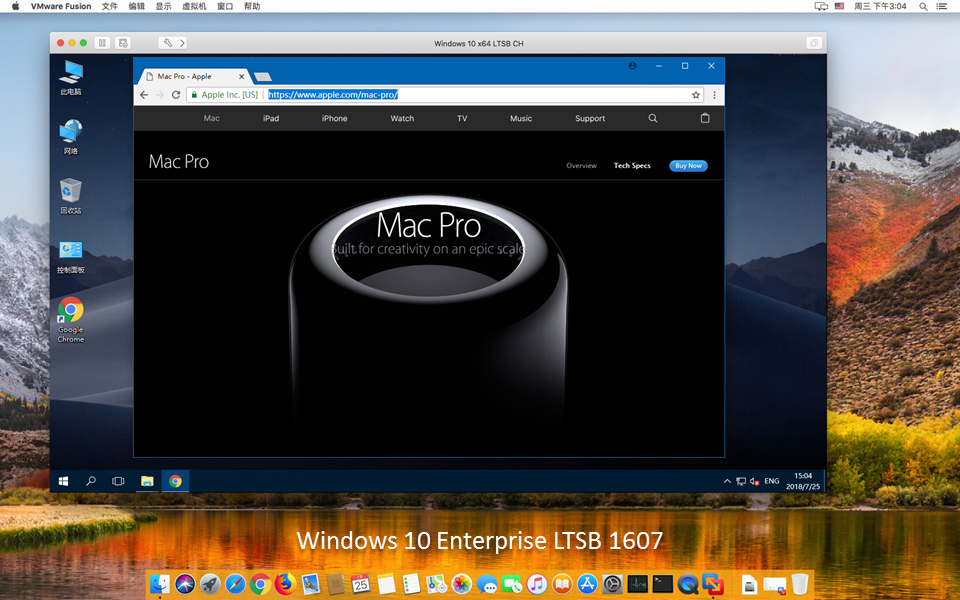 VMware Fusion 文件 编辑 显示 虚拟机 窗口 帮助 周三 下午3:04
Windows 10 x64 LTSB CH
此电脑
网络
回收站
控制面板
Google
Chrome
Mac Pro - Apple
Apple Inc. [US] | https://www.apple.com/mac-pro/
Mac iPad iPhone Watch TV Music Support
Mac Pro Overview Tech Specs Buy Now
Mac Pro
Built for creativity on an epic scale
ENG 15:04
2018/7/25
Windows 10 Enterprise LTSB 1607
25